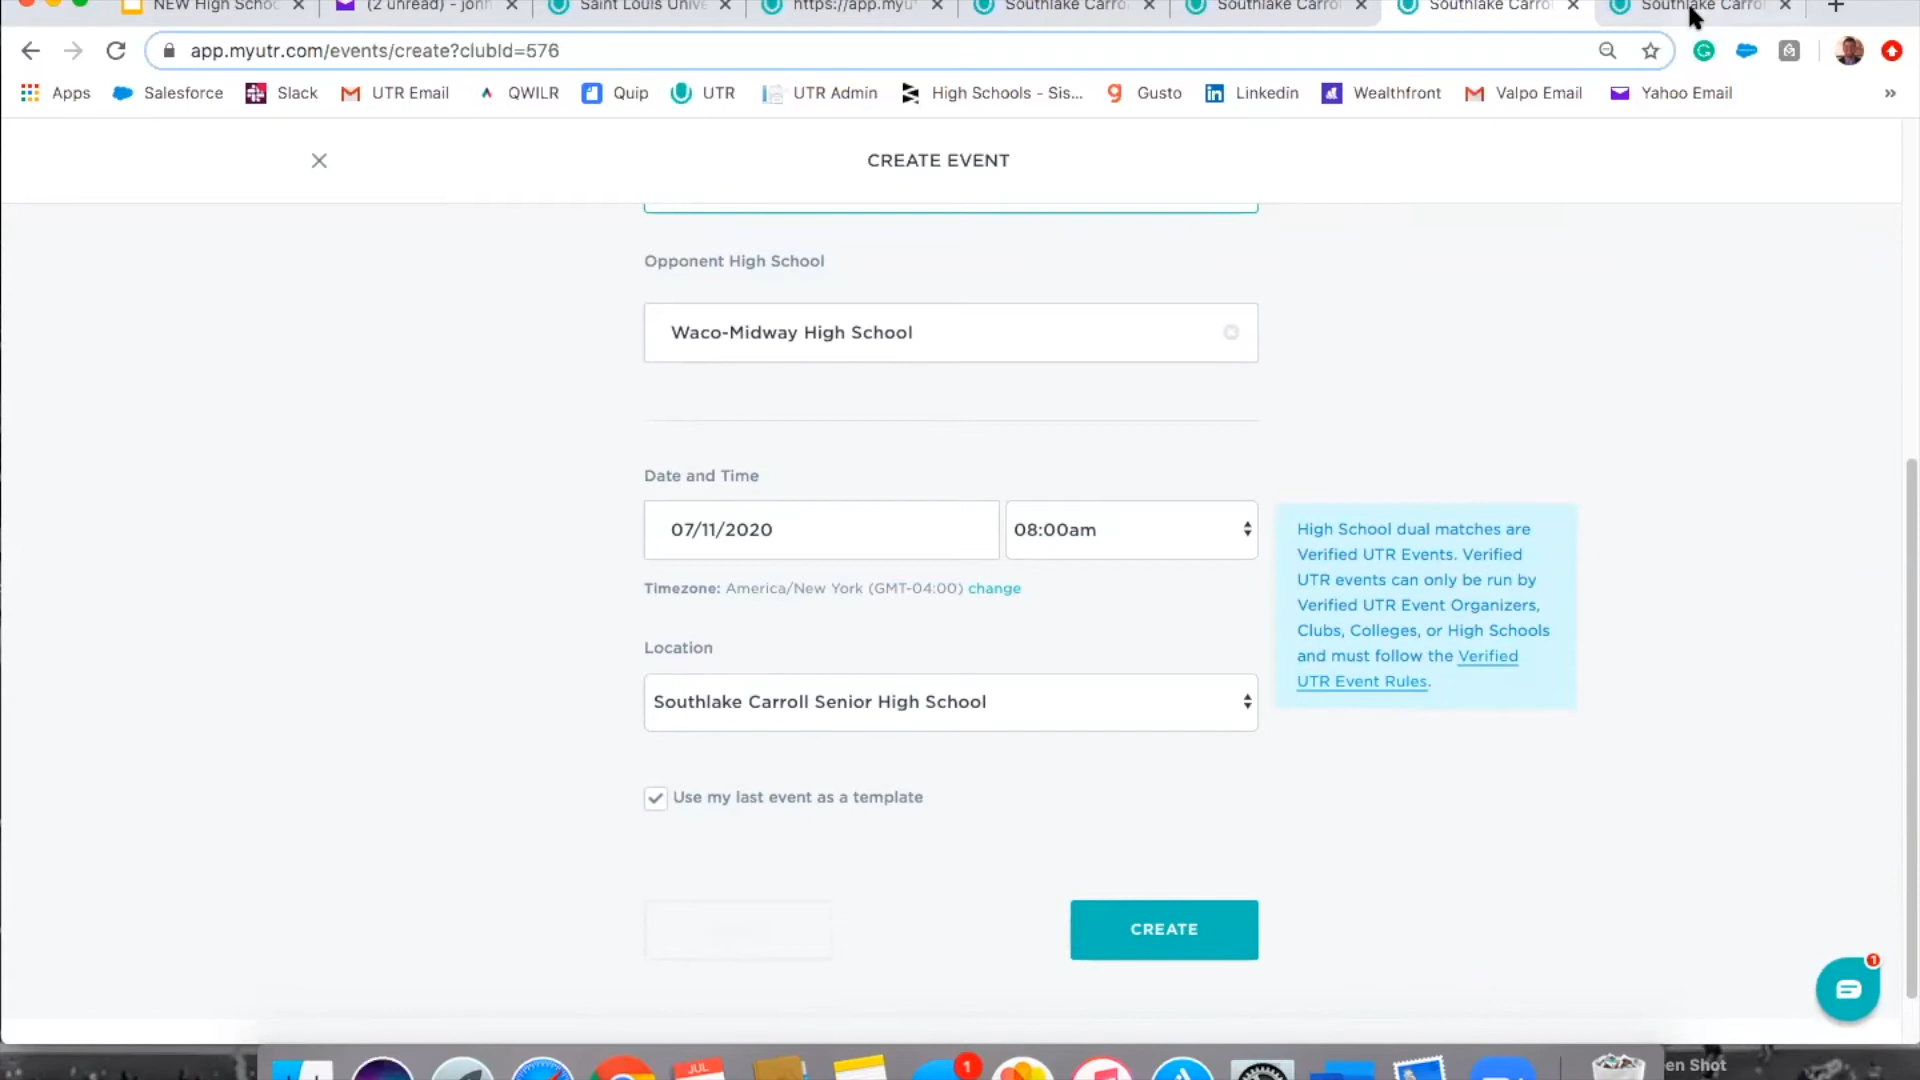 NEW High Schoo
(2 unread) - john
Saint Louis Unive
https://app.myu
Southlake Carro
Southlake Carrol
Southlake Carro
Southlake Carrol
app.myutr.com/events/create?clubId=576
Apps
Salesforce
Slack
UTR Email
QWILR
Quip
UTR
UTR Admin
High Schools - Sis...
Gusto
Linkedin
Wealthfront
Valpo Email
Yahoo Email
»
CREATE EVENT
Opponent High School
Waco-Midway High School
Date and Time
07/11/2020
08:00am
Timezone: America/New York (GMT-04:00) change
High School dual matches are
Verified UTR Events. Verified
UTR events can only be run by
Verified UTR Event Organizers,
Clubs, Colleges, or High Schools
and must follow the Verified
UTR Event Rules.
Location
Southlake Carroll Senior High School
Use my last event as a template
CREATE
1
JUL
1
en Shot